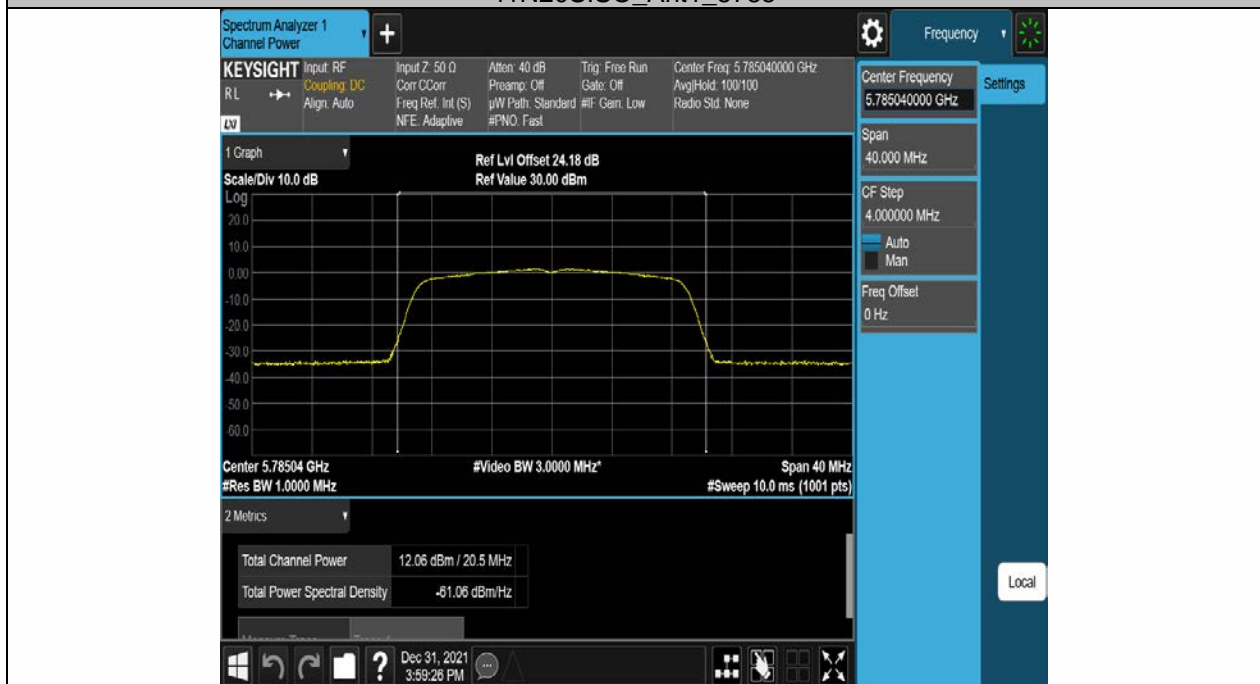 Spectrum Analyzer 1
Channel Power
Frequency
KEYSIGHT
RL
LXI
Input: RF
Coupling: DC
Align: Auto
Input Z: 50 Ω
Corr CCorr
Freq Ref: Int (S)
NFE: Adaptive
Atten: 40 dB
Preamp: Off
µW Path: Standard
#PNO: Fast
Trig: Free Run
Gate: Off
#IF Gain: Low
Center Freq: 5.785040000 GHz
Avg|Hold: 100/100
Radio Std: None
Center Frequency
5.785040000 GHz
Settings
Span
40.000 MHz
CF Step
4.000000 MHz
Auto
Man
Freq Offset
0 Hz
1 Graph
Scale/Div 10.0 dB
Ref Lvl Offset 24.18 dB
Ref Value 30.00 dBm
Log
20.0
10.0
0.00
-10.0
-20.0
-30.0
-40.0
-50.0
-60.0
Center 5.78504 GHz
#Video BW 3.0000 MHz*
Span 40 MHz
#Res BW 1.0000 MHz
#Sweep 10.0 ms (1001 pts)
2 Metrics
Total Channel Power 12.06 dBm / 20.5 MHz
Total Power Spectral Density -61.06 dBm/Hz
Local
?
Dec 31, 2021
3:59:26 PM